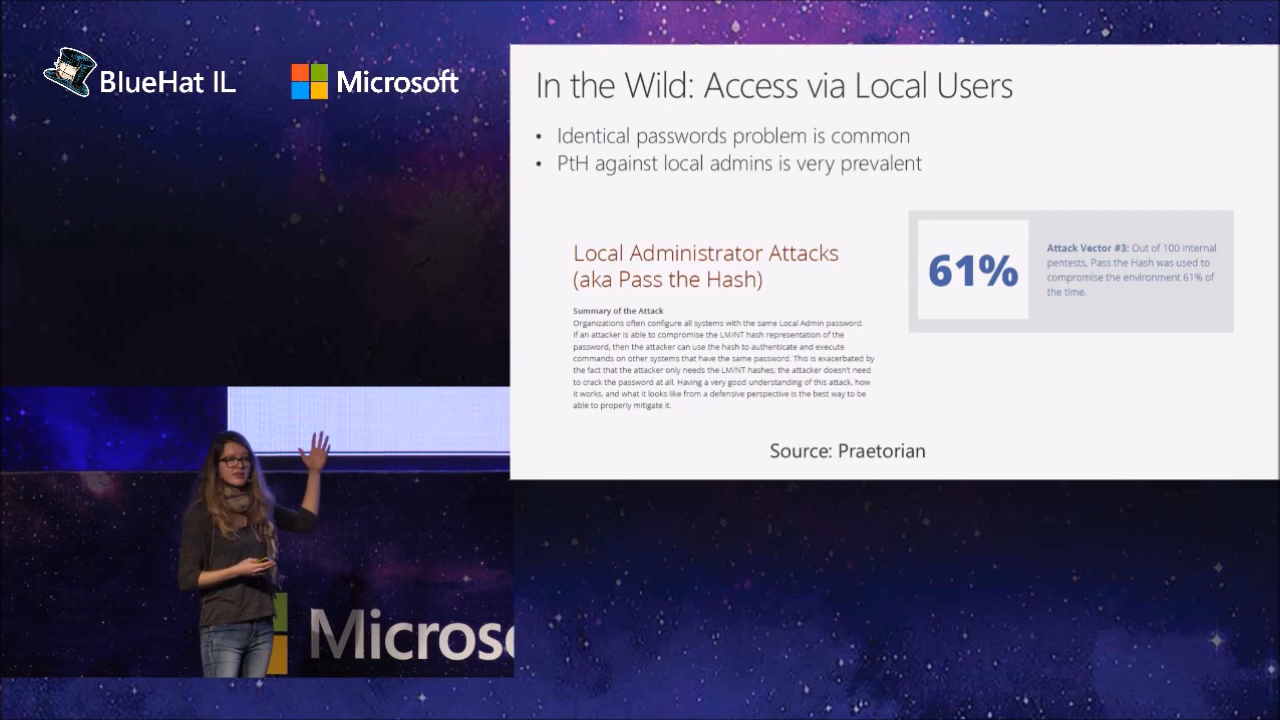 BlueHat IL
Microsoft
In the Wild: Access via Local Users
• Identical passwords problem is common
• PtH against local admins is very prevalent
Local Administrator Attacks
(aka Pass the Hash)
Summary of the Attack
Organizations often configure all systems with the same Local Admin password.
If an attacker is able to compromise the LM/NT hash representation of the
password, then the attacker can use the hash to authenticate and execute
commands on other systems that have the same password. This is exacerbated by
the fact that the attacker only needs the LM/NT hashes; the attacker doesn't need
to crack the password at all. Having a very good understanding of this attack, how
it works, and what it looks like from a defensive perspective is the best way to be
able to properly mitigate it.
61%
Attack Vector #3: Out of 100 internal
pentests, Pass the Hash was used to
compromise the environment 61% of
the time.
Source: Praetorian
Microso